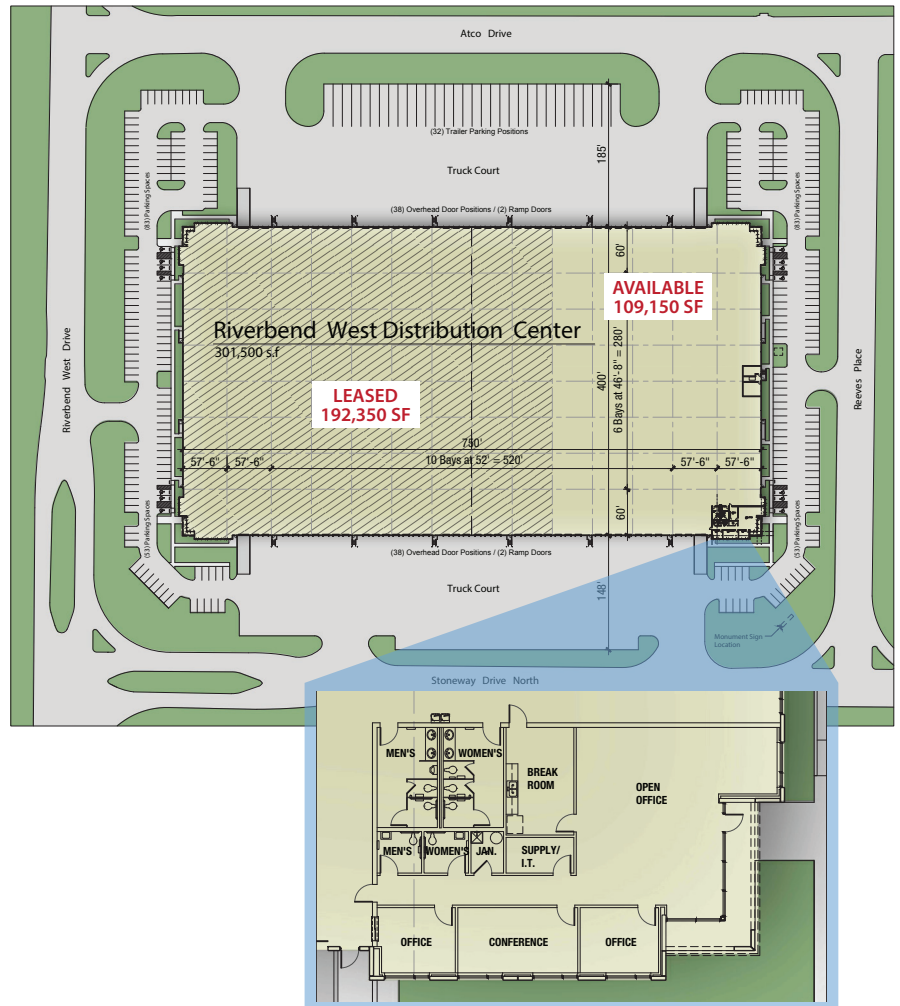 Atco Drive
(32) Trailer Parking Positions
185'
Truck Court
(83) Parking Spaces
(83) Parking Spaces
(38) Overhead Door Positions / (2) Ramp Doors
60'
AVAILABLE
109,150 SF
Riverbend West Distribution Center
301,500 s.f
Riverbend West Drive
Reeves Place
6 Bays at 46'-8" = 280'
400'
LEASED
192,350 SF
750'
57'-6"
57'-6"
10 Bays at 52' = 520'
57'-6"
57'-6"
60'
(53) Parking Spaces
(53) Parking Spaces
(38) Overhead Door Positions / (2) Ramp Doors
Truck Court
148'
Monument Sign
Location
Stoneway Drive North
MEN'S
WOMEN'S
BREAK
ROOM
OPEN
OFFICE
MEN'S
WOMEN'S
JAN.
SUPPLY/
I.T.
OFFICE
CONFERENCE
OFFICE